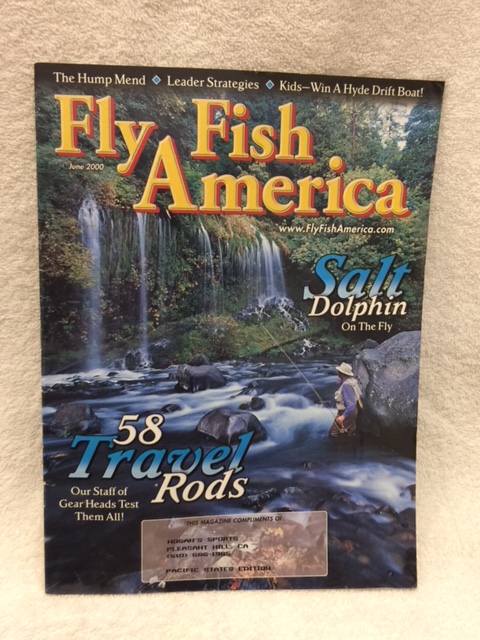 The Hump Mend ◆ Leader Strategies ◆ Kids—Win A Hyde Drift Boat!
Fly Fish
America
June 2000
www.FlyFishAmerica.com
Salt
Dolphin
On The Fly
58
Travel
Rods
Our Staff of
Gear Heads Test
Them All!
THIS MAGAZINE COMPLIMENTS OF:
HOGAN'S SPORTS
PLEASANT HILL CA
PACIFIC STATES EDITION